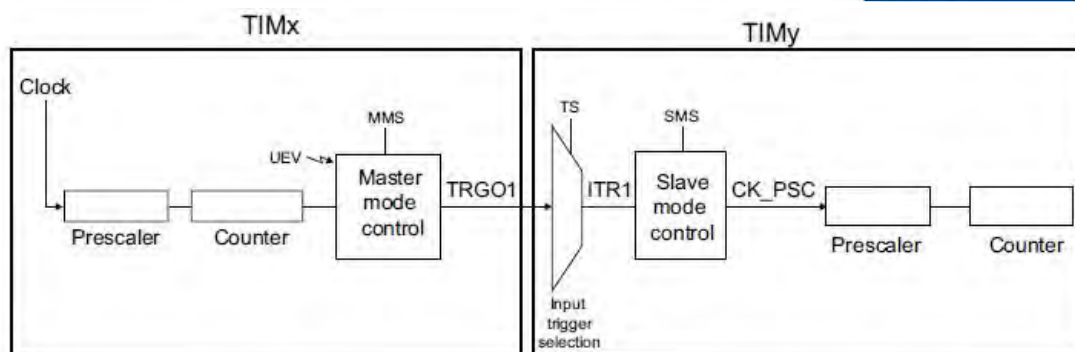 TIMx
TIMy
Clock
MMS
UEV
Master
mode
control
TRGO1
Prescaler
Counter
TS
SMS
ITR1
Slave
mode
control
CK_PSC
Prescaler
Counter
Input
trigger
selection